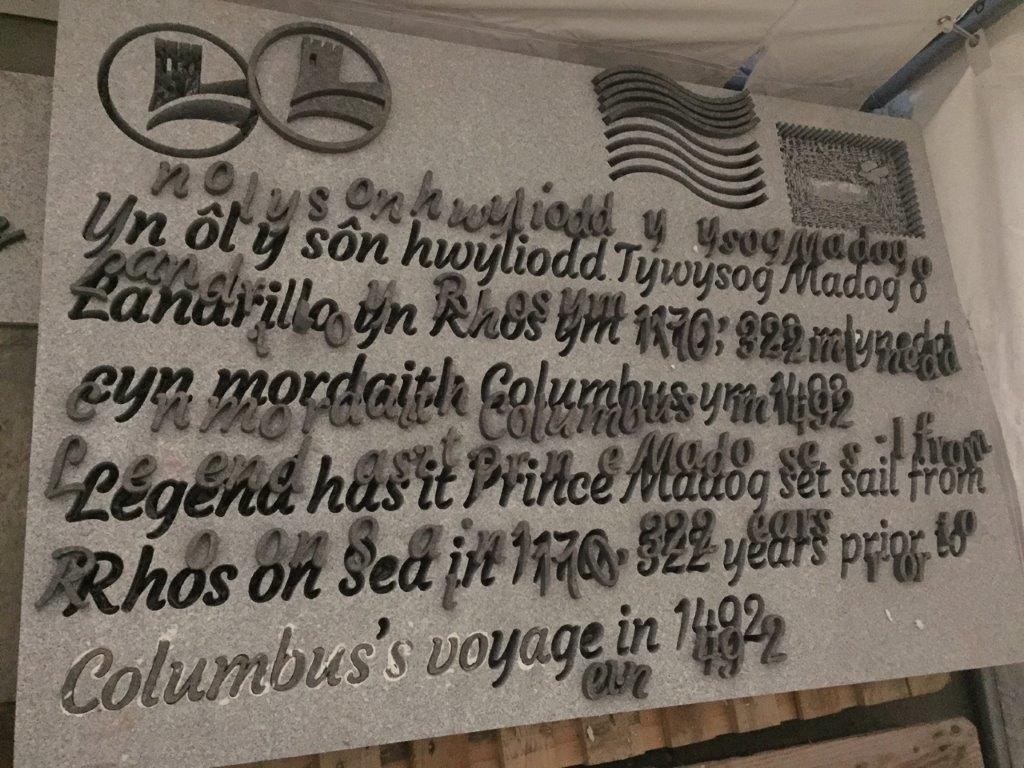 Yn ôl y sôn hwyliodd Tywysog Madog o
Landrillo yn Rhos ym 1170; 322 mlynedd
cyn mordaith Columbus ym 1492
Legend has it Prince Madog set sail from
Rhos on Sea in 1170. 322 years prior to
Columbus's voyage in 1492